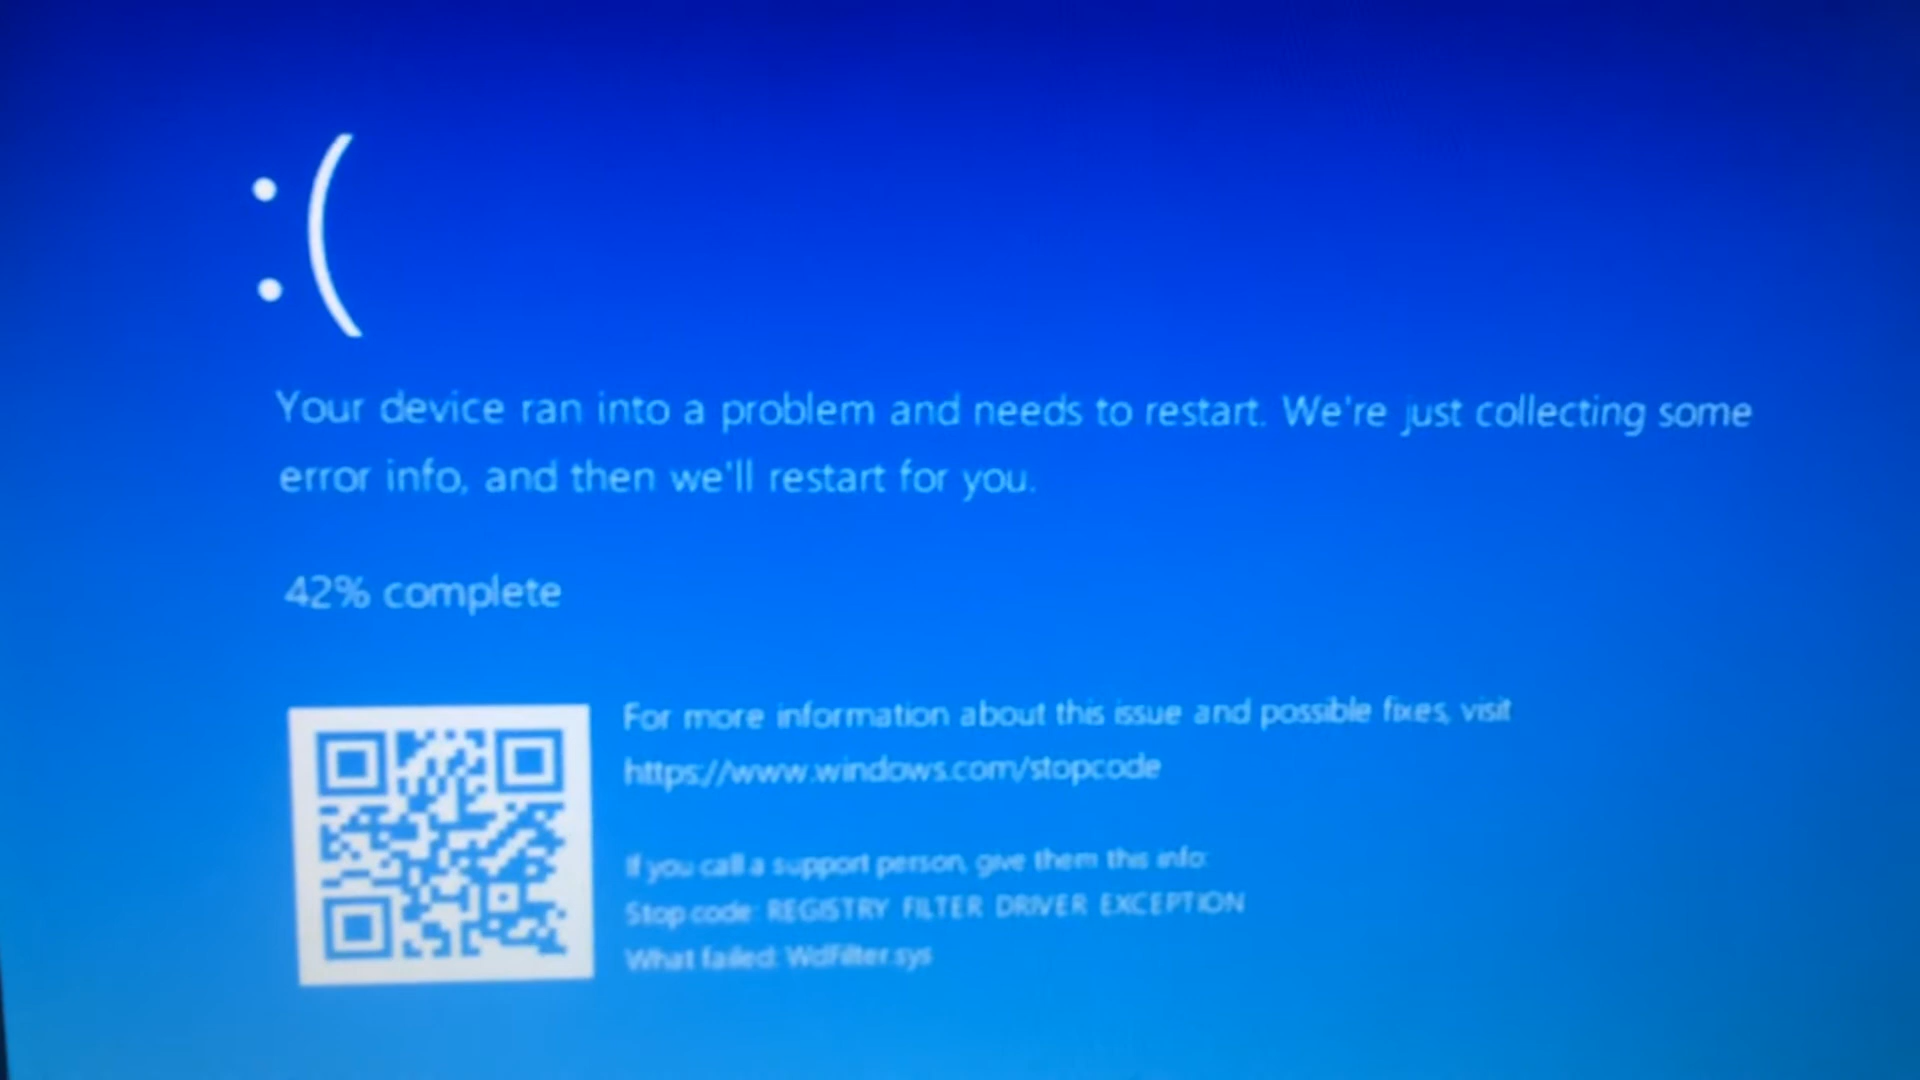 :(
Your device ran into a problem and needs to restart. We're just collecting some
error info, and then we'll restart for you.
42% complete
For more information about this issue and possible fixes, visit
https://www.windows.com/stopcode
If you call a support person, give them this info:
Stop code: REGISTRY FILTER DRIVER EXCEPTION
What failed: WdFilter.sys